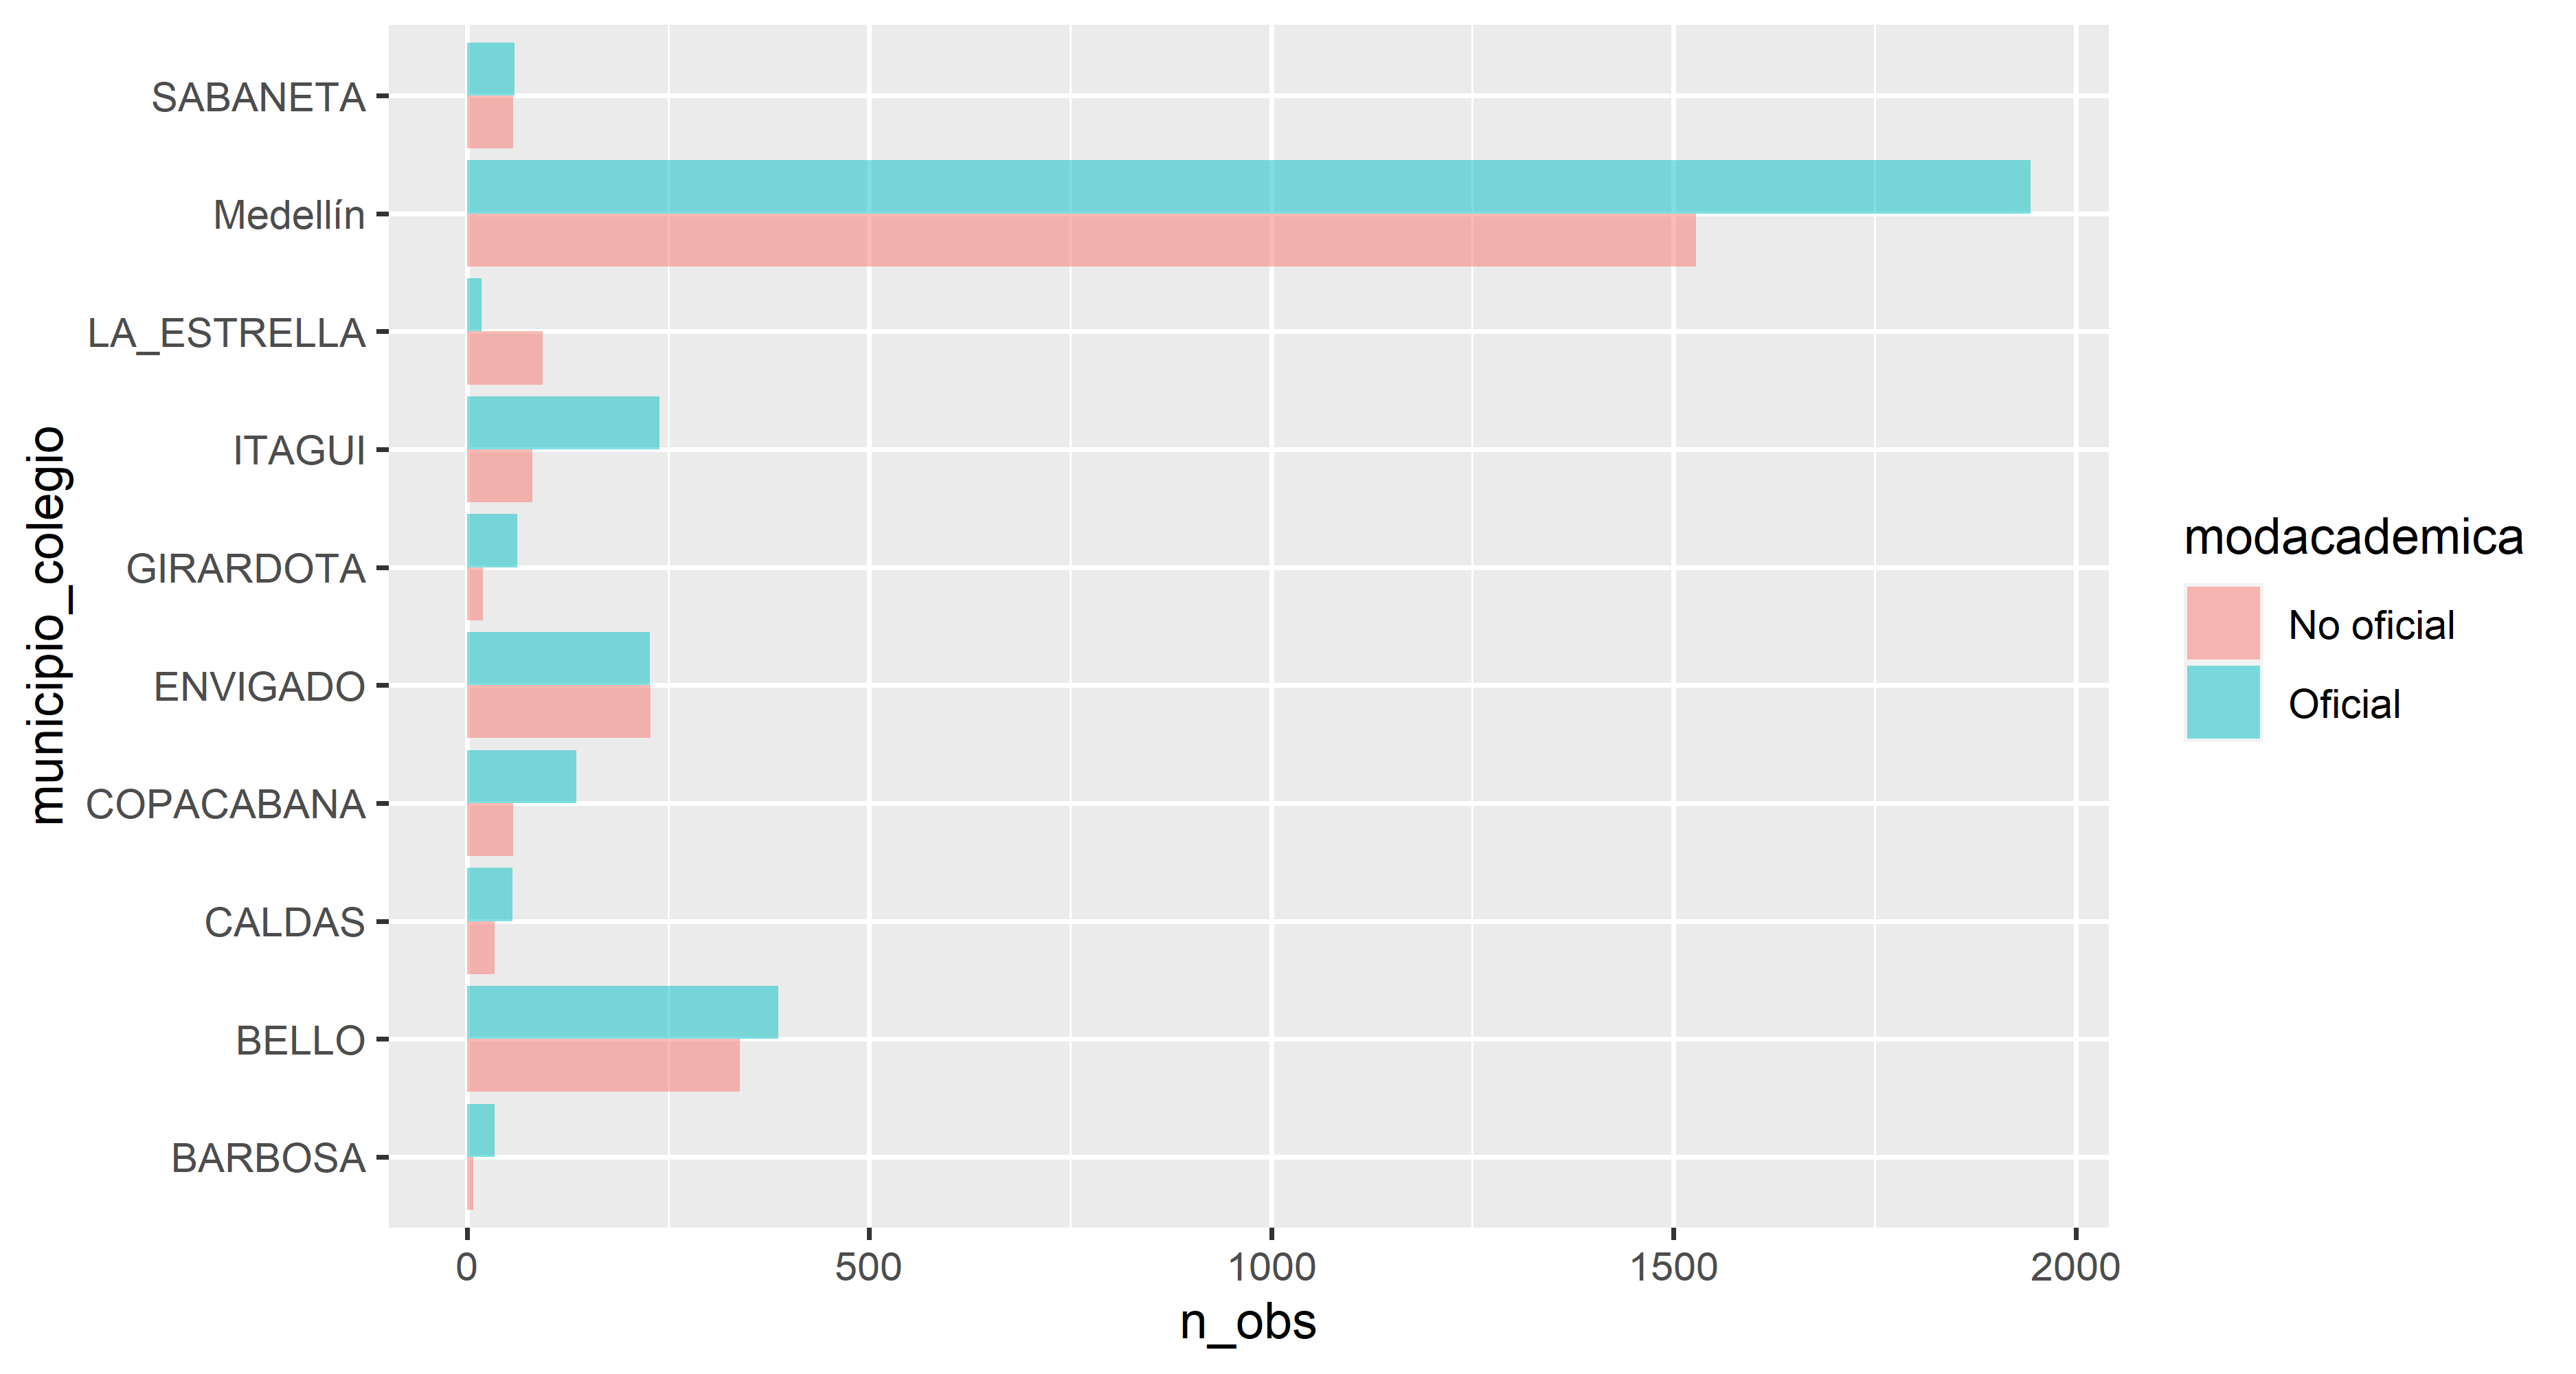 SABANETA
Medellín
LA_ESTRELLA
ITAGUI
GIRARDOTA
ENVIGADO
COPACABANA
CALDAS
BELLO
BARBOSA
municipio_colegio
0 500 1000 1500 2000
n_obs
modacademica
No oficial
Oficial